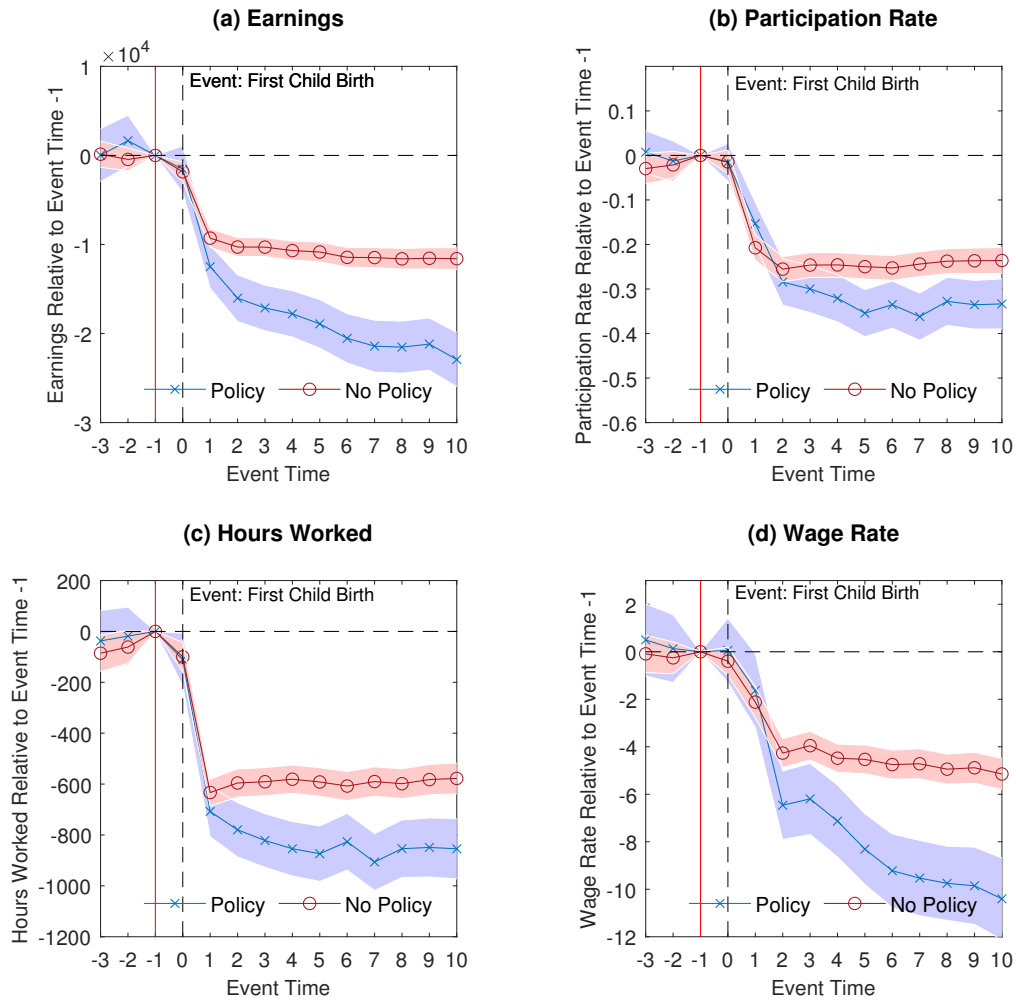 (a) Earnings
×10^4
Event: First Child Birth
Earnings Relative to Event Time -1
1
0
-1
-2
-3
Policy No Policy
-3 -2 -1 0 1 2 3 4 5 6 7 8 9 10
Event Time
(b) Participation Rate
Event: First Child Birth
Participation Rate Relative to Event Time -1
0.1
0
-0.1
-0.2
-0.3
-0.4
-0.5
-0.6
Policy No Policy
-3 -2 -1 0 1 2 3 4 5 6 7 8 9 10
Event Time
(c) Hours Worked
Event: First Child Birth
Hours Worked Relative to Event Time -1
200
0
-200
-400
-600
-800
-1000
-1200
Policy No Policy
-3 -2 -1 0 1 2 3 4 5 6 7 8 9 10
Event Time
(d) Wage Rate
Event: First Child Birth
Wage Rate Relative to Event Time -1
2
0
-2
-4
-6
-8
-10
-12
Policy No Policy
-3 -2 -1 0 1 2 3 4 5 6 7 8 9 10
Event Time